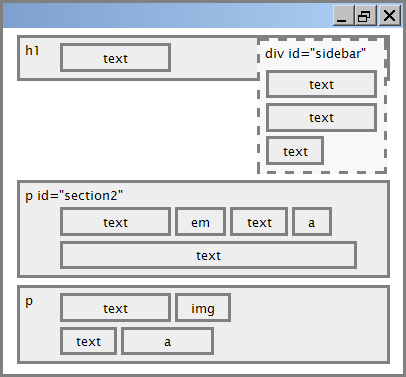 h1 text
div id="sidebar"
text
text
text
p id="section2"
text em text a
text
p text img
text a